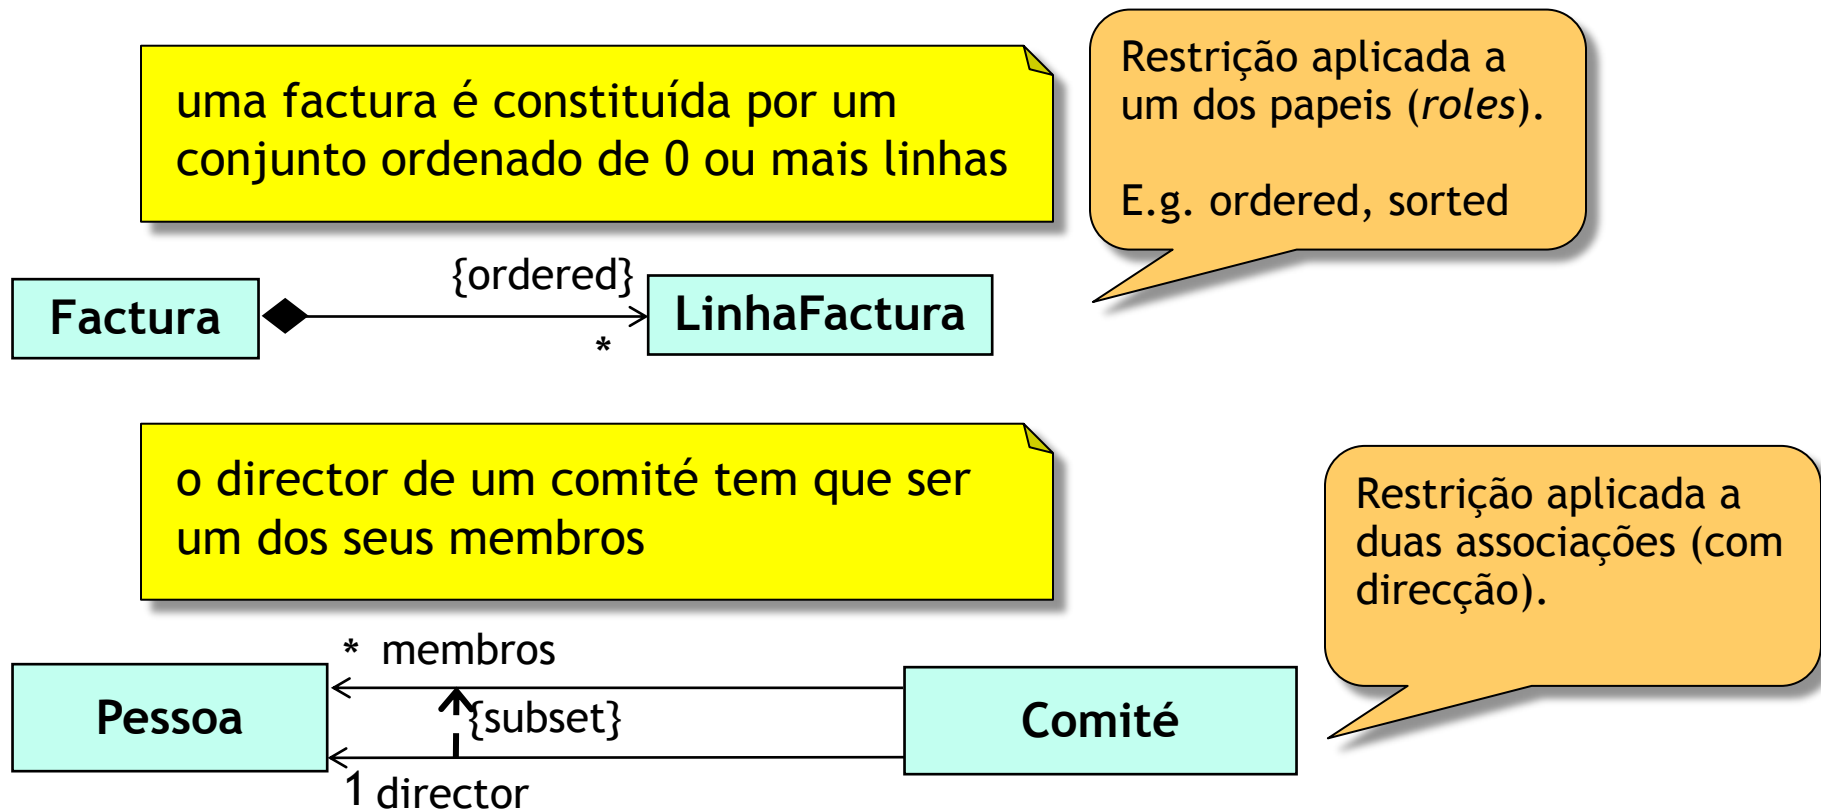 uma factura é constituída por um
conjunto ordenado de 0 ou mais linhas
Restrição aplicada a
um dos papeis (roles).
E.g. ordered, sorted
{ordered}
Factura
LinhaFactura
*
o director de um comité tem que ser
um dos seus membros
Restrição aplicada a
duas associações (com
direcção).
* membros
Pessoa
{subset}
Comité
1 director